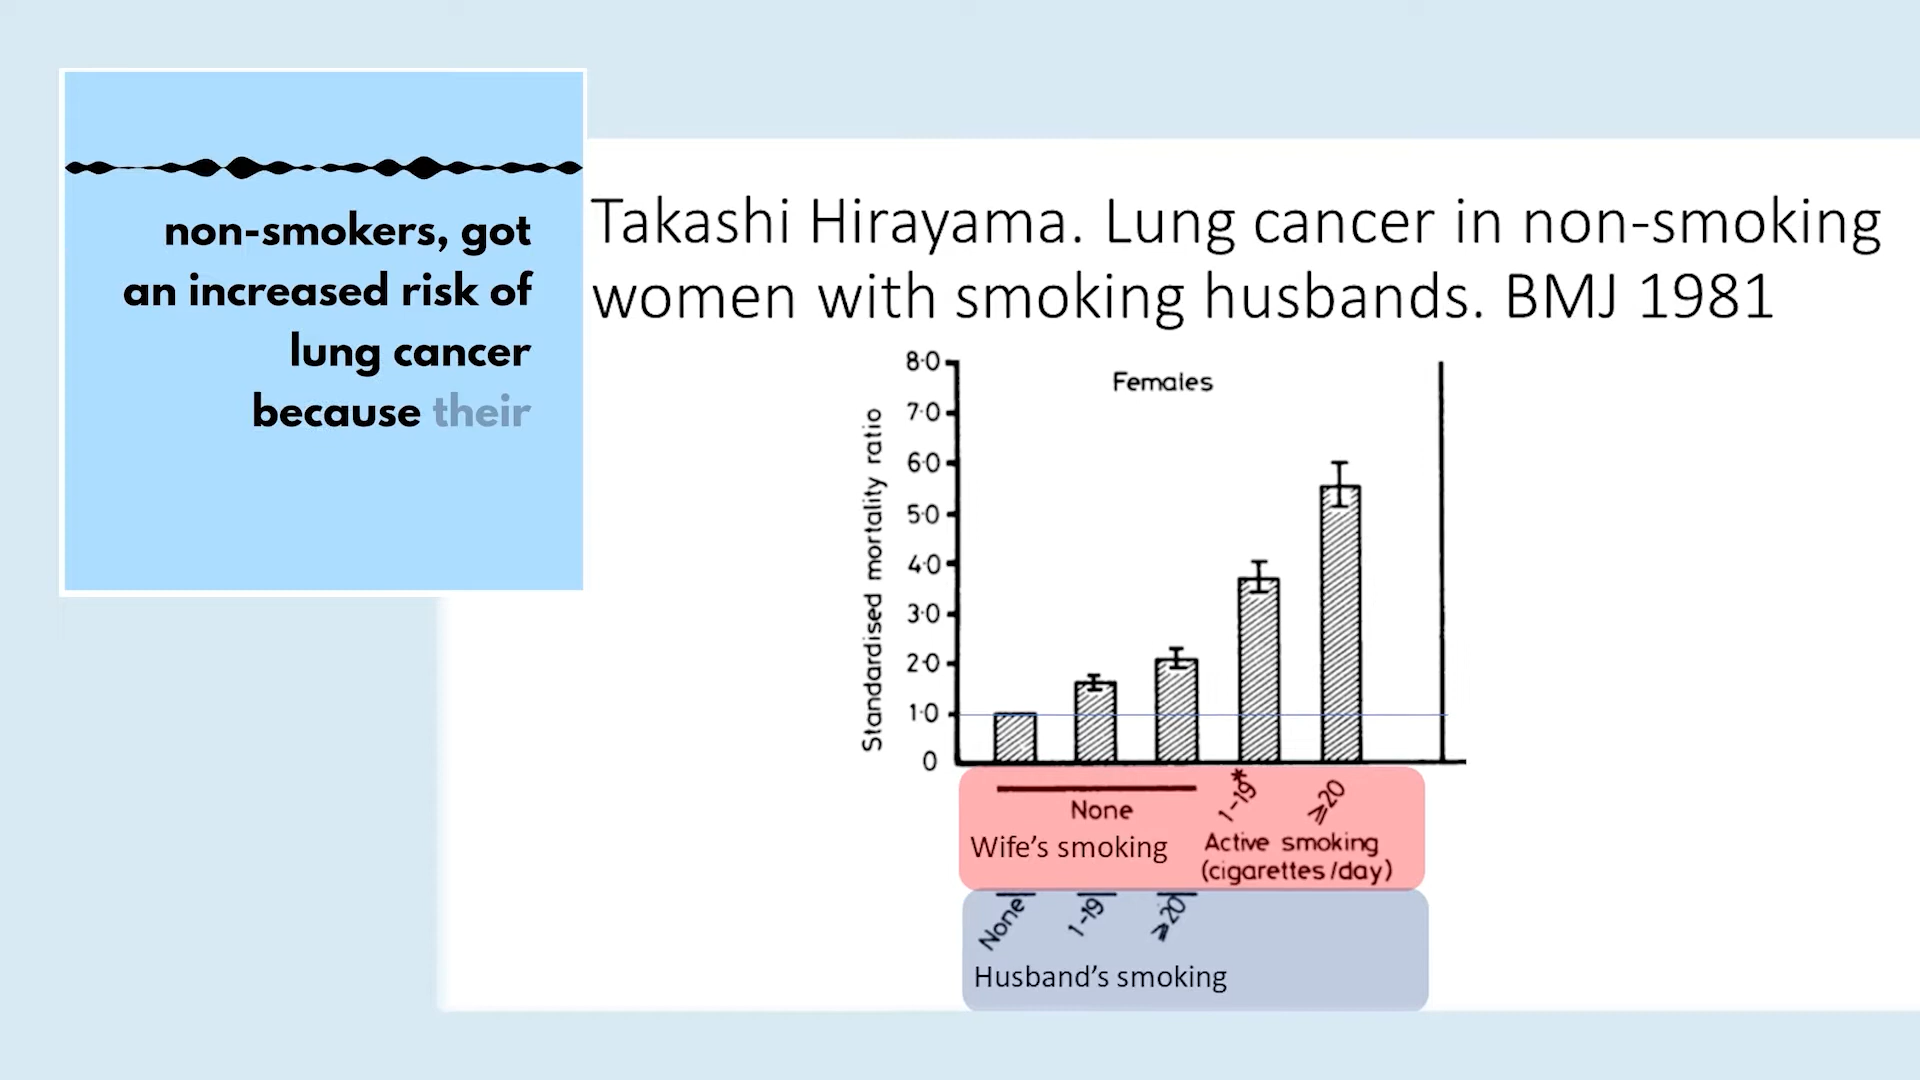 non-smokers, got
an increased risk of
lung cancer
because their
Takashi Hirayama. Lung cancer in non-smoking
women with smoking husbands. BMJ 1981
Females
Standardised mortality ratio
8·0
7·0
6·0
5·0
4·0
3·0
2·0
1·0
0
None
1-19*
≥20
Wife's smoking
Active smoking
(cigarettes/day)
None
1-19
≥20
Husband's smoking